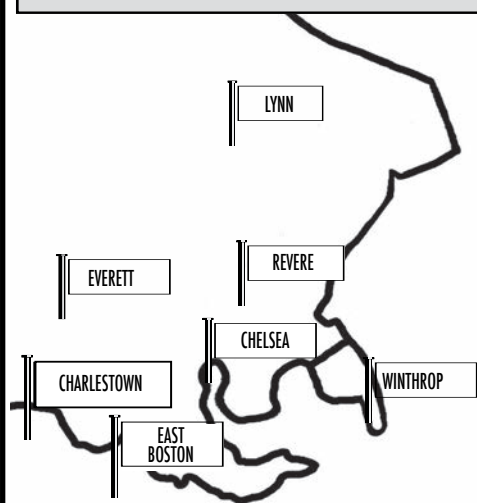 LYNN
REVERE
EVERETT
CHELSEA
CHARLESTOWN
WINTHROP
EAST
BOSTON